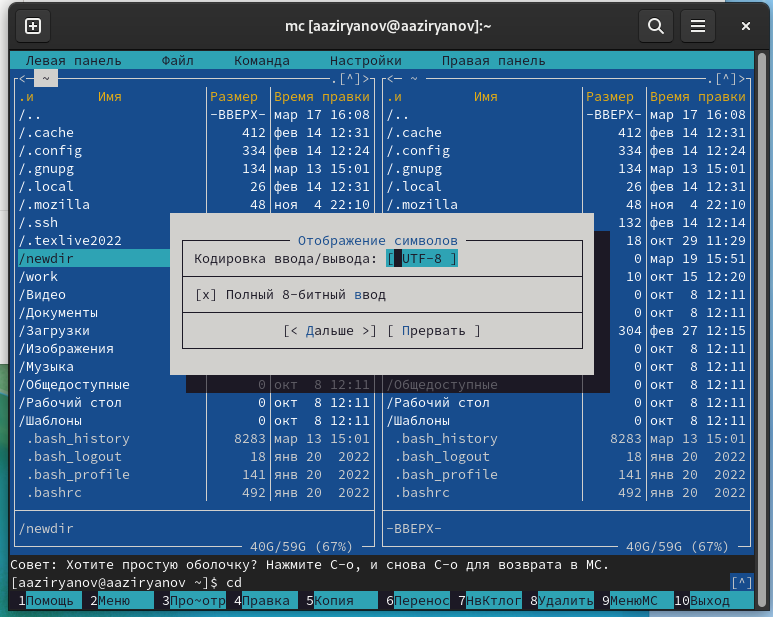 mc [aaziryanov@aaziryanov]:~
Левая панель Файл Команда Настройки Правая панель
<─ ~ .[^]> <─ ~ .[^]>
.и Имя Размер Время правки .и Имя Размер Время правки
/.. -ВВЕРХ- мар 17 16:08 /.. -ВВЕРХ- мар 17 16:08
/.cache 412 фев 14 12:31 /.cache 412 фев 14 12:31
/.config 334 фев 14 12:24 /.config 334 фев 14 12:24
/.gnupg 134 мар 13 15:01 /.gnupg 134 мар 13 15:01
/.local 26 фев 14 12:31 /.local 26 фев 14 12:31
/.mozilla 48 ноя 4 22:10 /.mozilla 48 ноя 4 22:10
/.ssh 132 фев 14 12:14
/.texlive2022 Отображение символов 18 окт 29 11:29
/newdir Кодировка ввода/вывода: [ UTF-8 ] 0 мар 19 15:51
/work 10 окт 15 12:20
/Видео [x] Полный 8-битный ввод 0 окт 8 12:11
/Документы 0 окт 8 12:11
/Загрузки [< Дальше >] [ Прервать ] 304 фев 27 12:15
/Изображения 0 окт 8 12:11
/Музыка 0 окт 8 12:11
/Общедоступные 0 окт 8 12:11 /Общедоступные 0 окт 8 12:11
/Рабочий стол 0 окт 8 12:11 /Рабочий стол 0 окт 8 12:11
/Шаблоны 0 окт 8 12:11 /Шаблоны 0 окт 8 12:11
.bash_history 8283 мар 13 15:01 .bash_history 8283 мар 13 15:01
.bash_logout 18 янв 20 2022 .bash_logout 18 янв 20 2022
.bash_profile 141 янв 20 2022 .bash_profile 141 янв 20 2022
.bashrc 492 янв 20 2022 .bashrc 492 янв 20 2022
/newdir -ВВЕРХ-
40G/59G (67%) 40G/59G (67%)
Совет: Хотите простую оболочку? Нажмите C-o, и снова C-o для возврата в MC.
[aaziryanov@aaziryanov ~]$ cd [^]
1Помощь 2Меню 3Про~отр 4Правка 5Копия 6Перенос 7НвКтлог 8Удалить 9МенюMC 10Выход